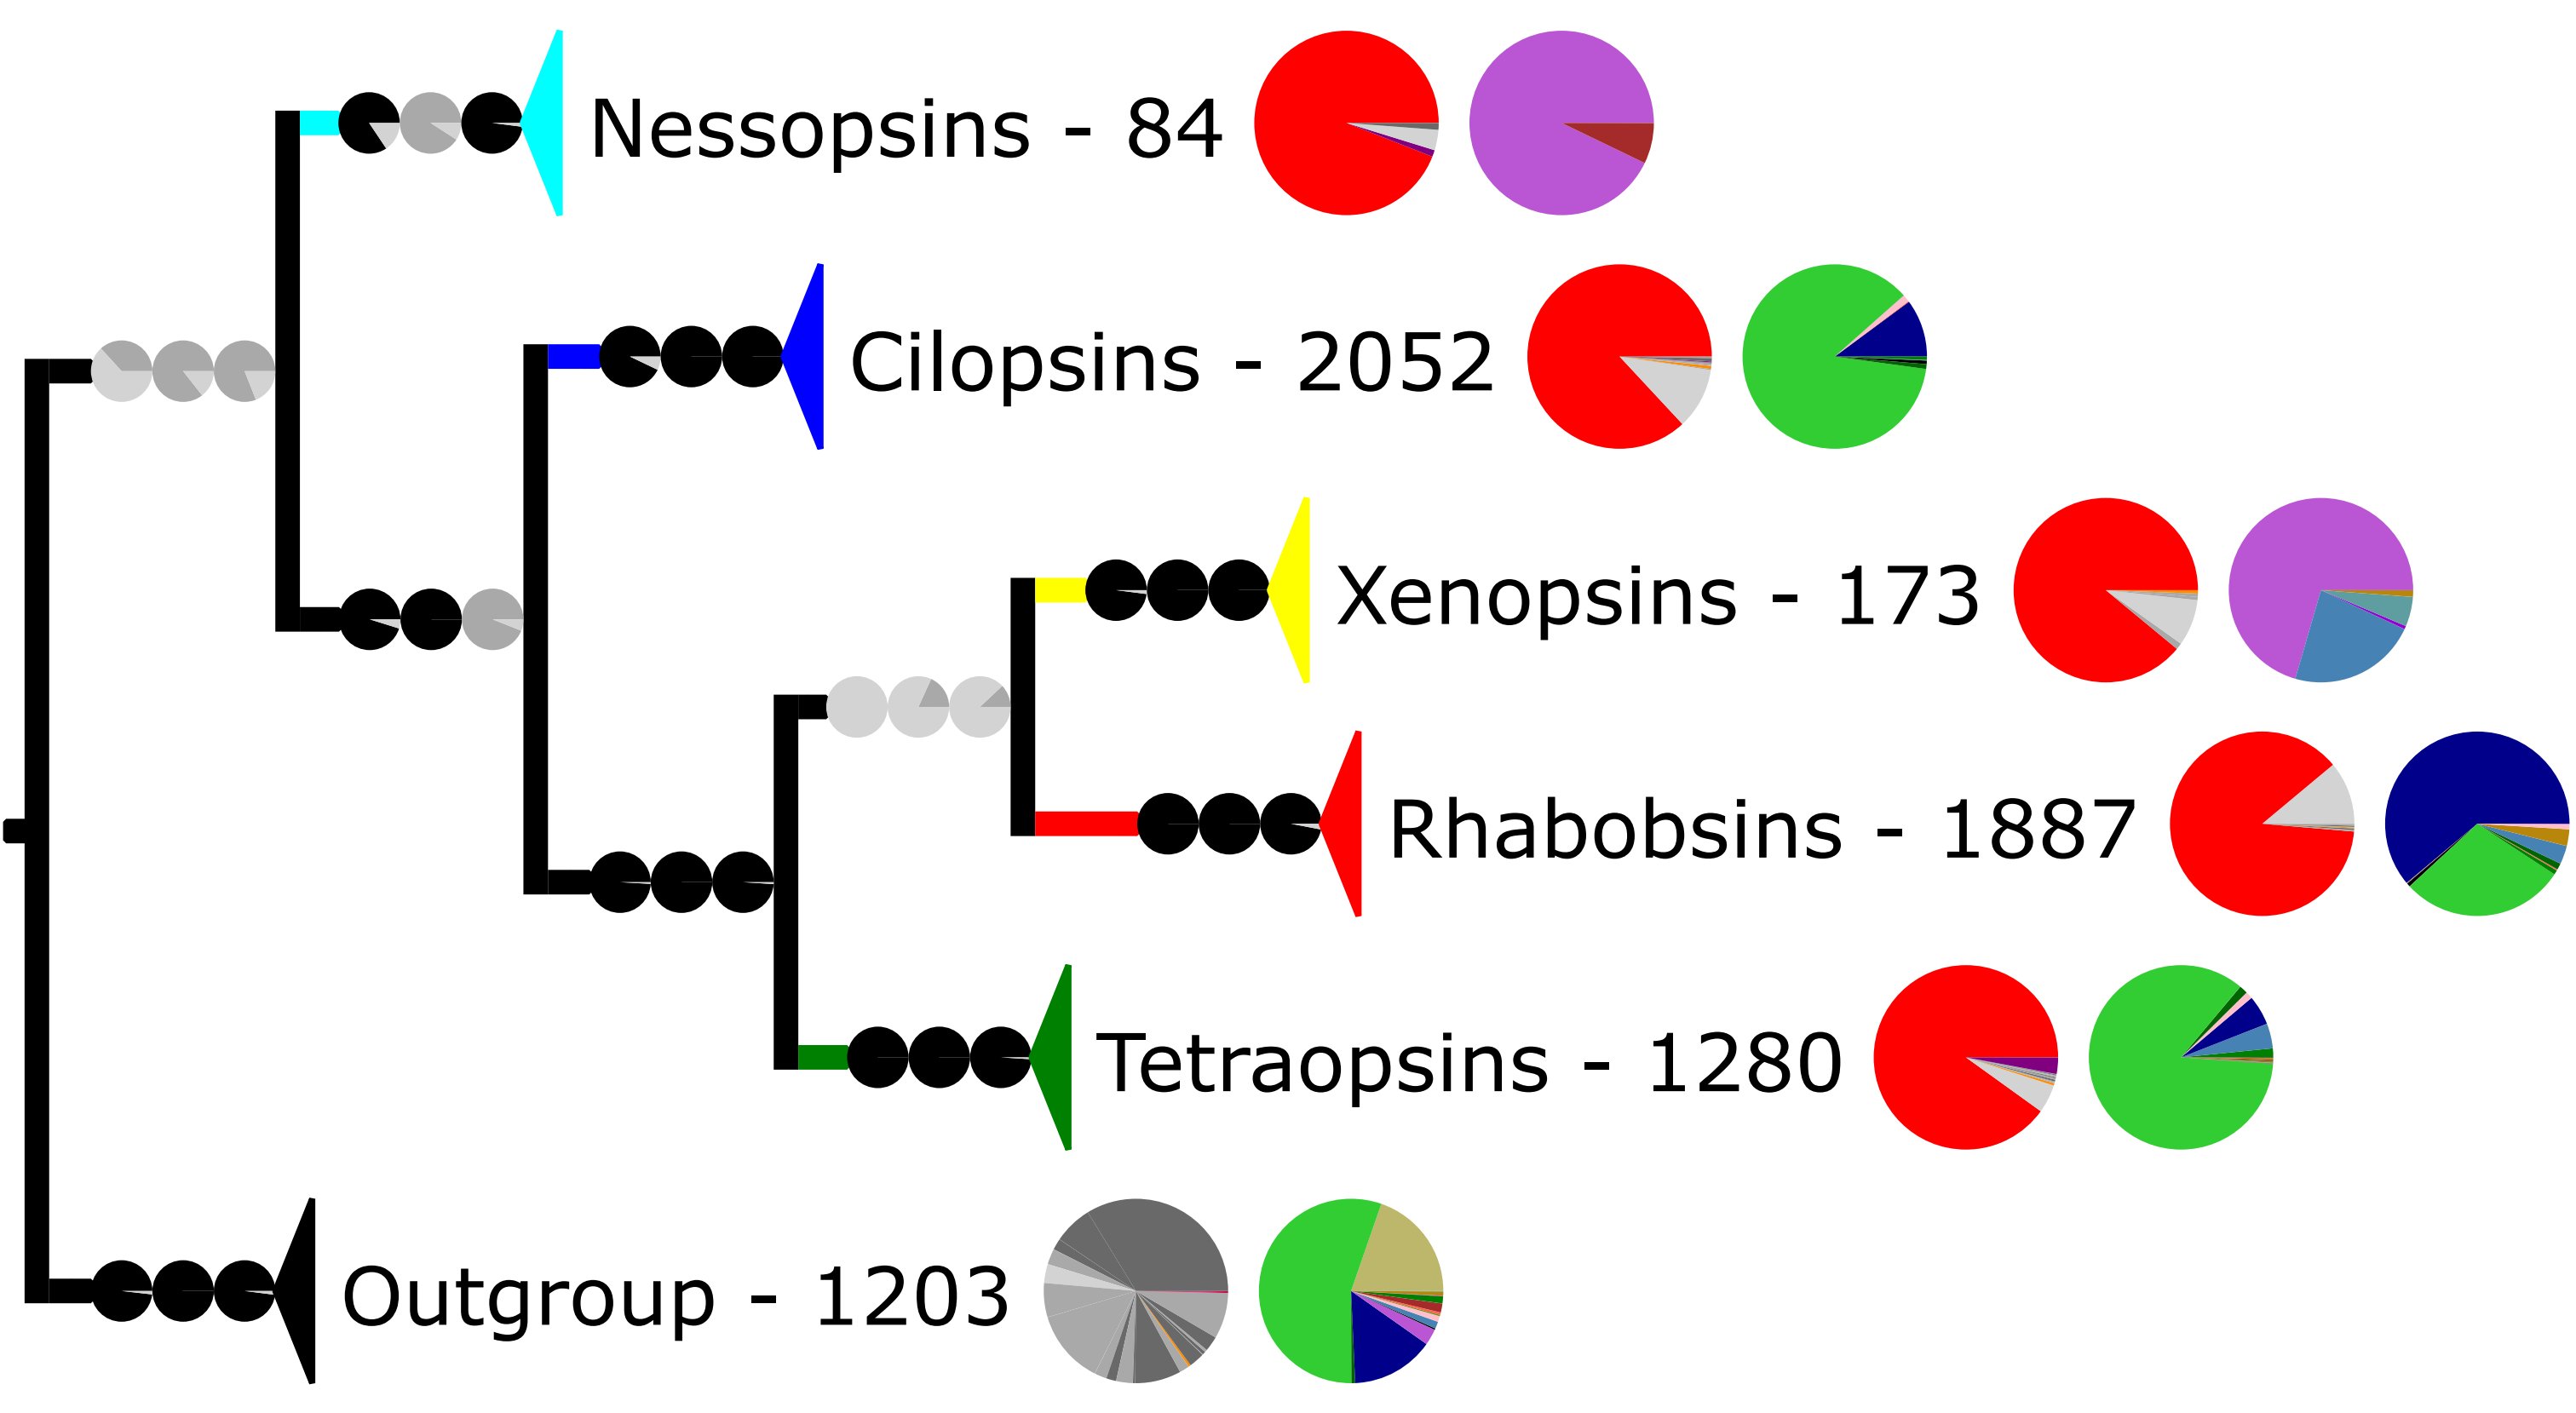 Nessopsins - 84
Cilopsins - 2052
Xenopsins - 173
Rhabobsins - 1887
Tetraopsins - 1280
Outgroup - 1203